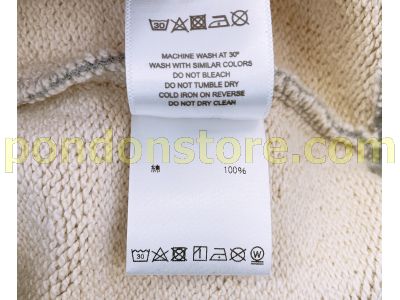 30
MACHINE WASH AT 30°
WASH WITH SIMILAR COLORS
DO NOT BLEACH
DO NOT TUMBLE DRY
COLD IRON ON REVERSE
DO NOT DRY CLEAN
pondonstore.com
綿 100%
30 W